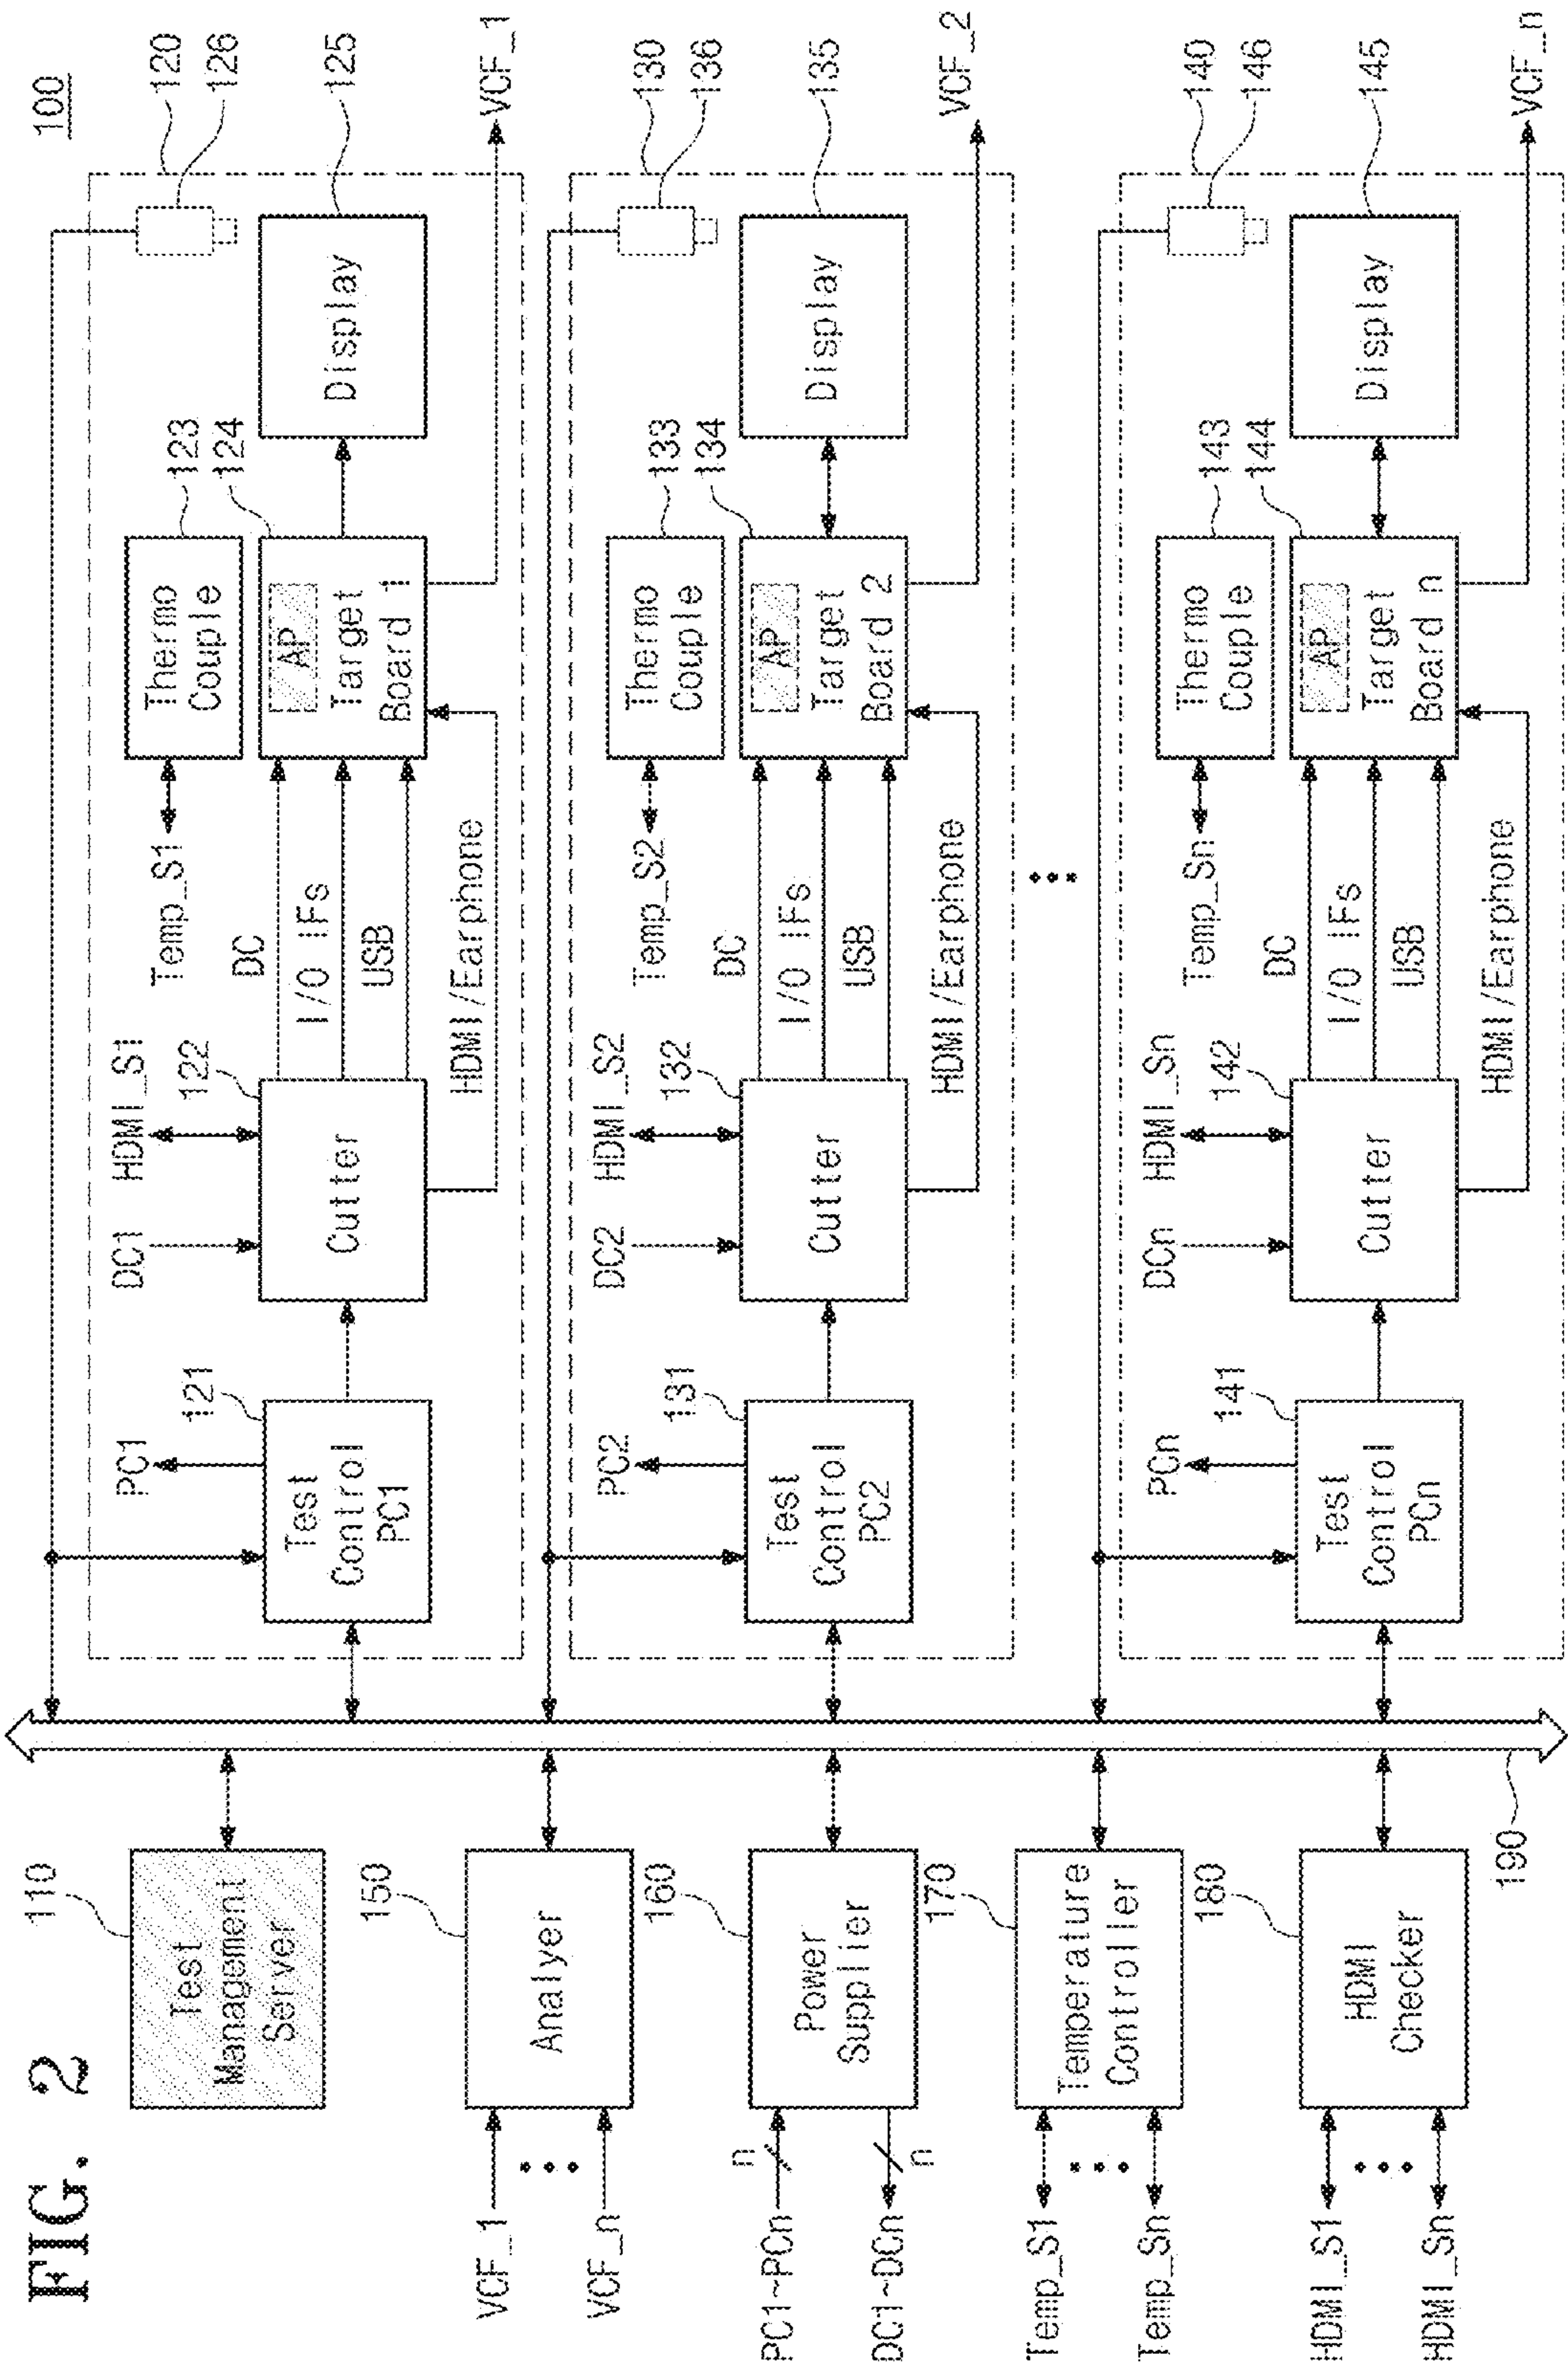 FIG. 2
100
110
Test
Management
Server
150
Analyer
VCF_1
VCF_n
160
Power
Supplier
PC1~PCn
n
DC1~DCn
n
170
Temperature
Controller
Temp_S1
Temp_Sn
180
HDMI
Checker
HDMI_S1
HDMI_Sn
190
120
126
125
VCF_1
PC1
121
Test
Control
PC1
DC1
HDMI_S1
122
Cutter
Temp_S1
DC
I/O IFs
USB
HDMI/Earphone
123
Thermo
Couple
124
AP
Target
Board 1
Display
130
136
135
VCF_2
PC2
131
Test
Control
PC2
DC2
HDMI_S2
132
Cutter
Temp_S2
DC
I/O IFs
USB
HDMI/Earphone
133
Thermo
Couple
134
AP
Target
Board 2
Display
140
146
145
VCF_n
PCn
141
Test
Control
PCn
DCn
HDMI_Sn
142
Cutter
Temp_Sn
DC
I/O IFs
USB
HDMI/Earphone
143
Thermo
Couple
144
AP
Target
Board n
Display